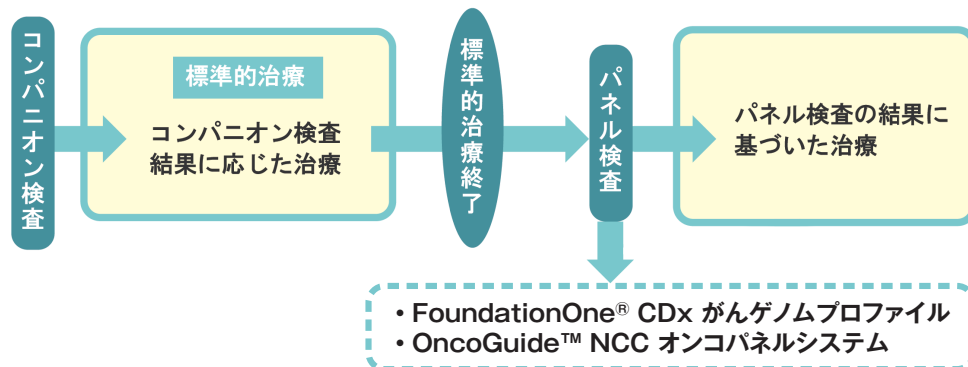 コンパニオン検査
標準的治療
コンパニオン検査
結果に応じた治療
標準的治療終了
パネル検査
パネル検査の結果に
基づいた治療
・FoundationOne® CDx がんゲノムプロファイル
・OncoGuide™ NCC オンコパネルシステム